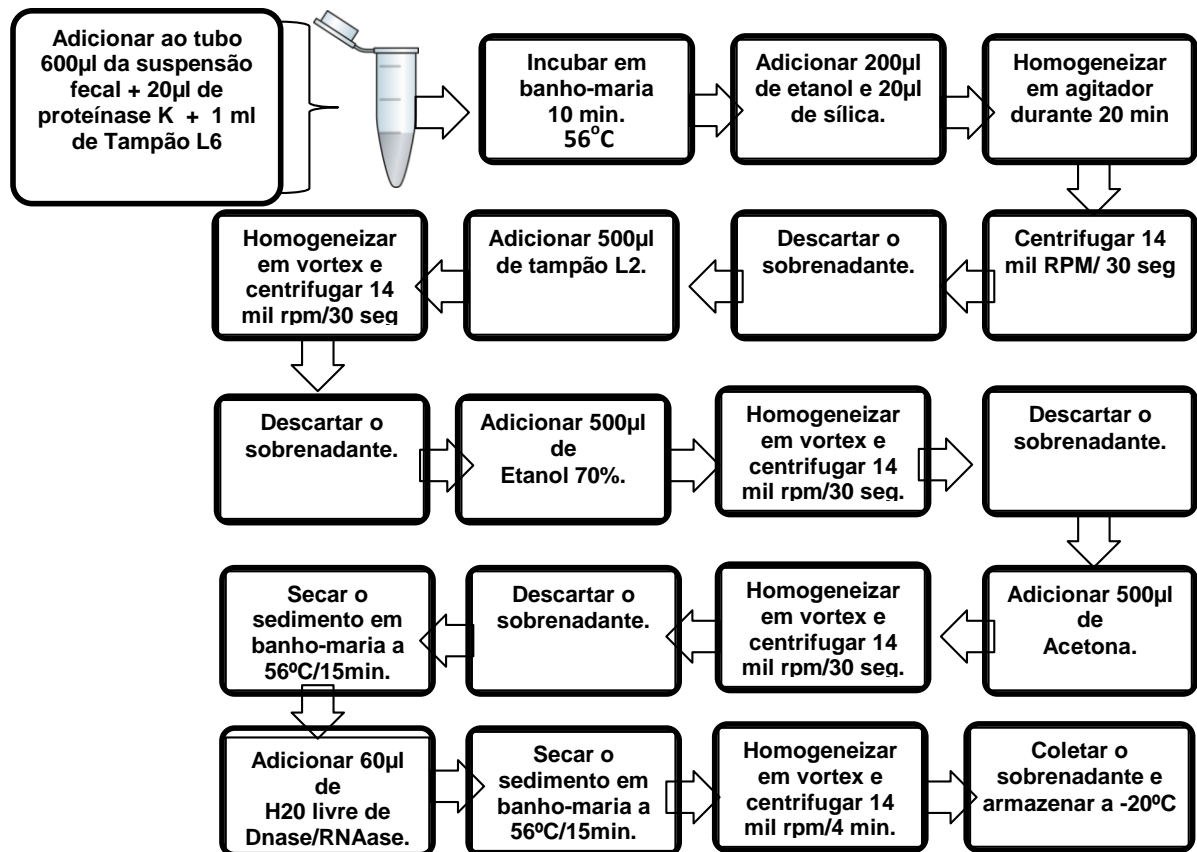 Adicionar ao tubo
600µl da suspensão
fecal + 20µl de
proteínase K + 1 ml
de Tampão L6
Incubar em
banho-maria
10 min.
56°C
Adicionar 200µl
de etanol e 20µl
de sílica.
Homogeneizar
em agitador
durante 20 min
Centrifugar 14
mil RPM/ 30 seg
Descartar o
sobrenadante.
Adicionar 500µl
de tampão L2.
Homogeneizar
em vortex e
centrifugar 14
mil rpm/30 seg
Descartar o
sobrenadante.
Adicionar 500µl
de
Etanol 70%.
Homogeneizar
em vortex e
centrifugar 14
mil rpm/30 seg.
Descartar o
sobrenadante.
Adicionar 500µl
de
Acetona.
Homogeneizar
em vortex e
centrifugar 14
mil rpm/30 seg.
Descartar o
sobrenadante.
Secar o
sedimento em
banho-maria a
56ºC/15min.
Adicionar 60µl
de
H20 livre de
Dnase/RNAase.
Secar o
sedimento em
banho-maria a
56ºC/15min.
Homogeneizar
em vortex e
centrifugar 14
mil rpm/4 min.
Coletar o
sobrenadante e
armazenar a -20ºC